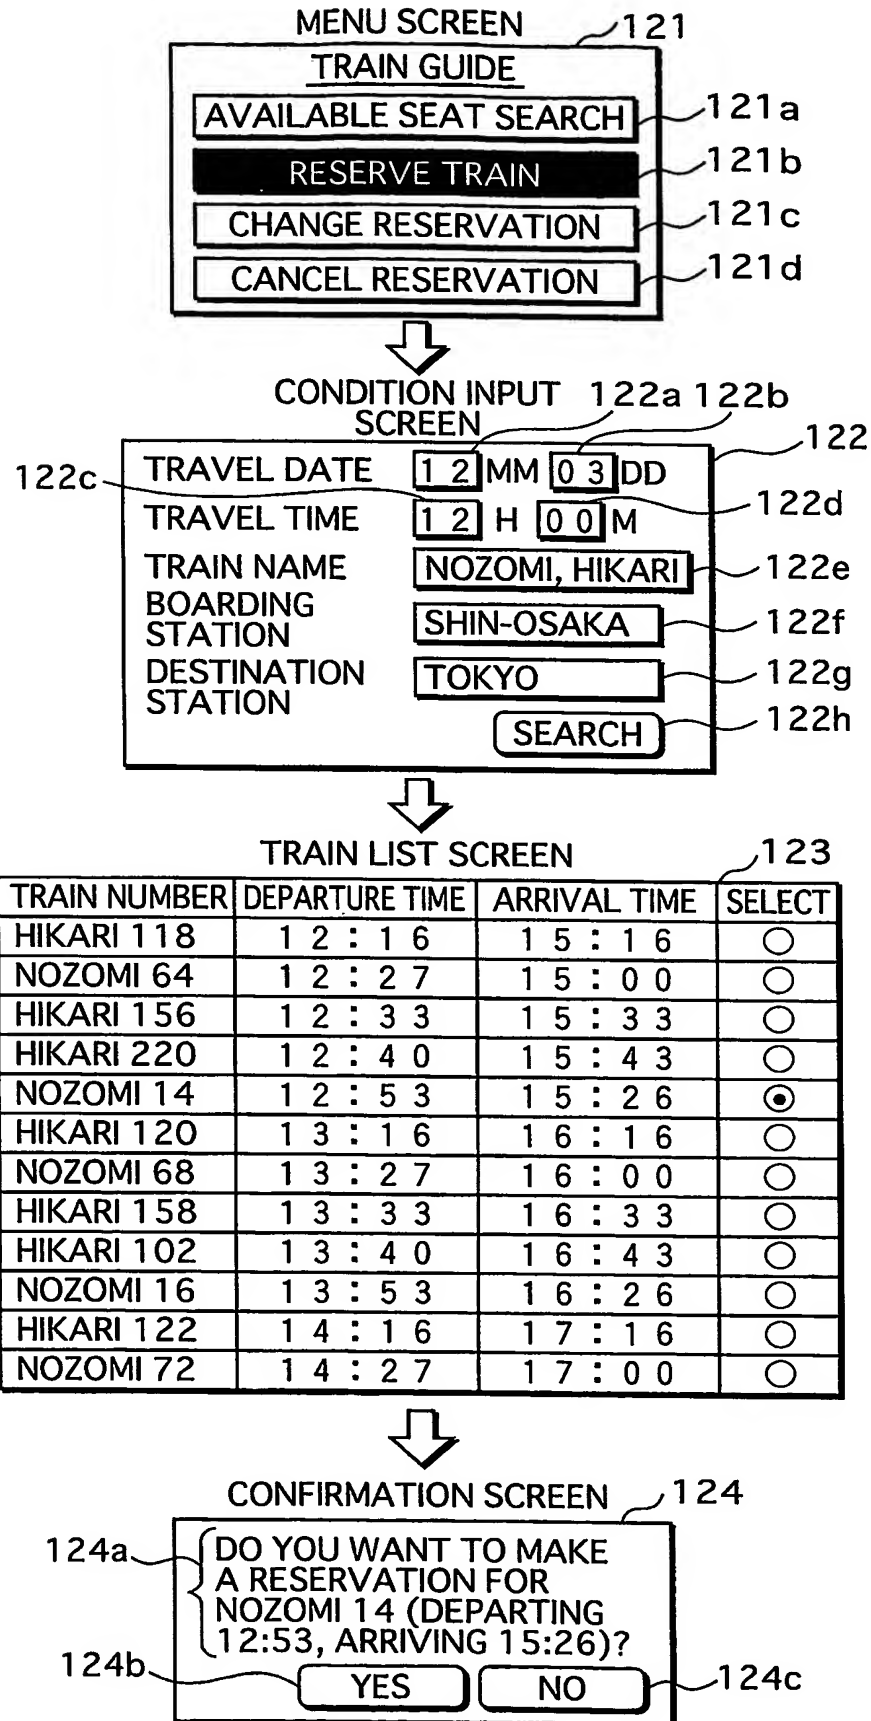 MENU SCREEN 121
TRAIN GUIDE
AVAILABLE SEAT SEARCH 121a
RESERVE TRAIN 121b
CHANGE RESERVATION 121c
CANCEL RESERVATION 121d
CONDITION INPUT 122a 122b
SCREEN 122
122c TRAVEL DATE 12 MM 03 DD
TRAVEL TIME 12 H 00 M 122d
TRAIN NAME NOZOMI, HIKARI 122e
BOARDING
STATION SHIN-OSAKA 122f
DESTINATION
STATION TOKYO 122g
SEARCH 122h
TRAIN LIST SCREEN 123
TRAIN NUMBER DEPARTURE TIME ARRIVAL TIME SELECT
HIKARI 118 12:16 15:16
NOZOMI 64 12:27 15:00
HIKARI 156 12:33 15:33
HIKARI 220 12:40 15:43
NOZOMI 14 12:53 15:26
HIKARI 120 13:16 16:16
NOZOMI 68 13:27 16:00
HIKARI 158 13:33 16:33
HIKARI 102 13:40 16:43
NOZOMI 16 13:53 16:26
HIKARI 122 14:16 17:16
NOZOMI 72 14:27 17:00
CONFIRMATION SCREEN 124
124a DO YOU WANT TO MAKE
A RESERVATION FOR
NOZOMI 14 (DEPARTING
12:53, ARRIVING 15:26)?
124b YES NO 124c